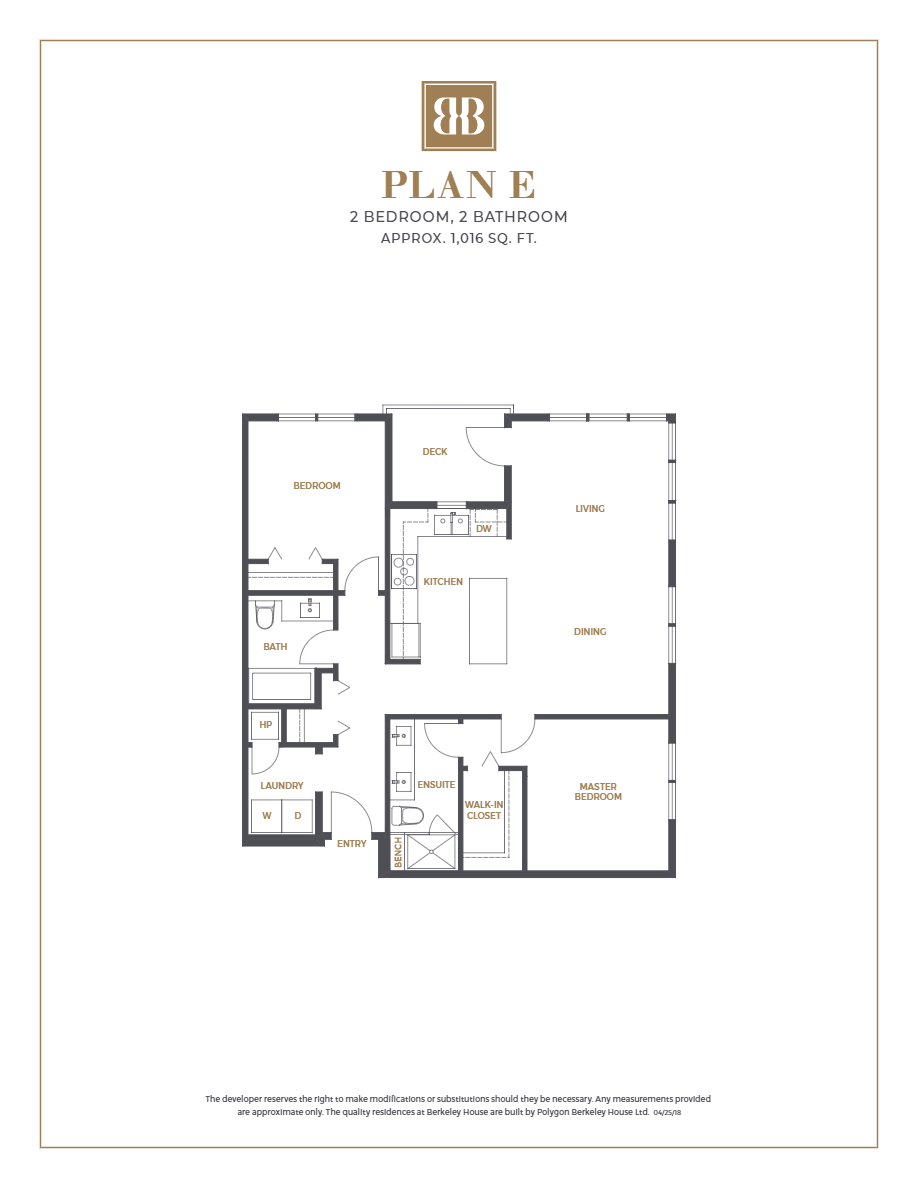 BB
PLAN E
2 BEDROOM, 2 BATHROOM
APPROX. 1,016 SQ. FT.
DECK
BEDROOM
LIVING
DW
KITCHEN
DINING
BATH
HP
LAUNDRY
W
D
ENTRY
ENSUITE
BENCH
WALK-IN
CLOSET
MASTER
BEDROOM
The developer reserves the right to make modifications or substitutions should they be necessary. Any measurements provided
are approximate only. The quality residences at Berkeley House are built by Polygon Berkeley House Ltd. 04/25/18